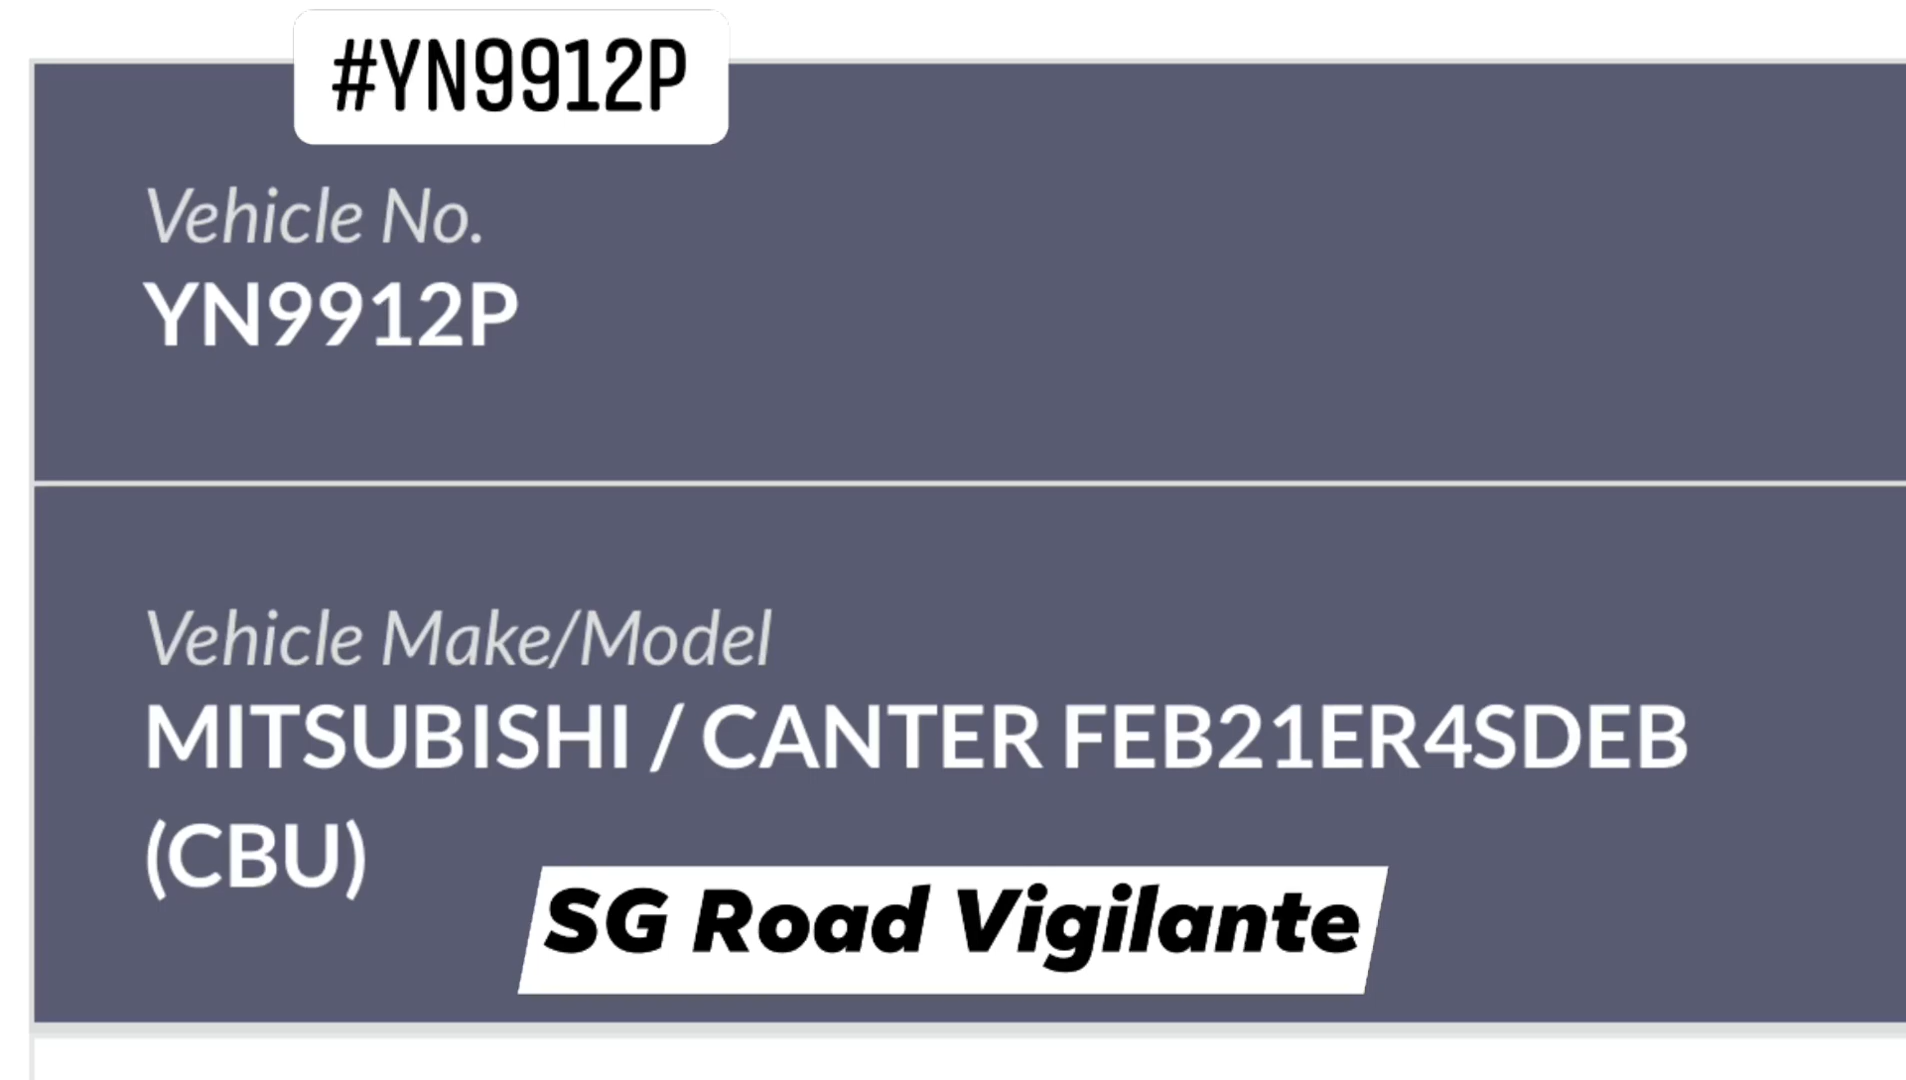 #YN9912P
Vehicle No.
YN9912P
Vehicle Make/Model
MITSUBISHI / CANTER FEB21ER4SDEB
(CBU)
SG Road Vigilante